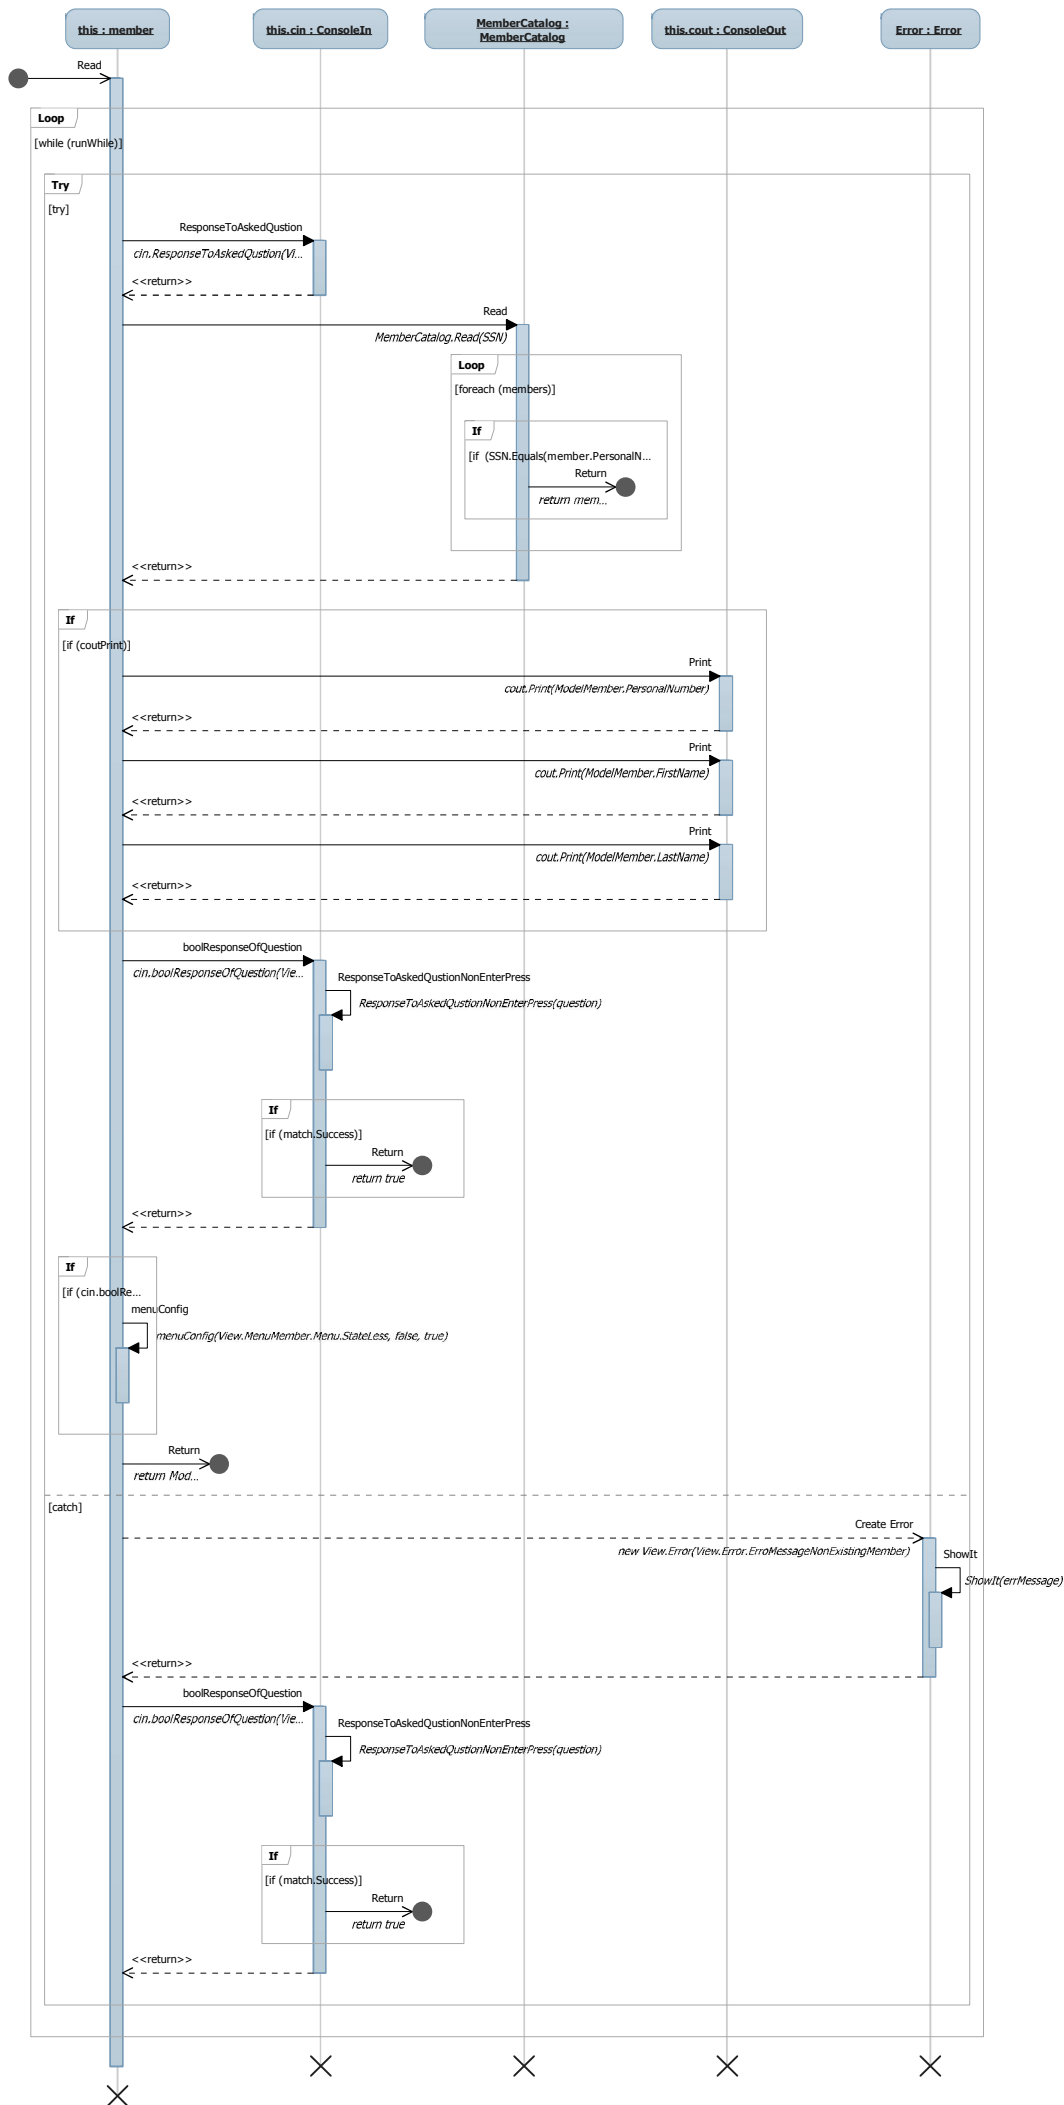 this : member
this.cin : ConsoleIn
MemberCatalog :
MemberCatalog
this.cout : ConsoleOut
Error : Error
Read
Loop
[while (runWhile)]
Try
[try]
ResponseToAskedQustion
cin.ResponseToAskedQustion(Vi...
<<return>>
Read
MemberCatalog.Read(SSN)
Loop
[foreach (members)]
If
[if (SSN.Equals(member.PersonalN...
Return
return mem...
<<return>>
If
[if (coutPrint)]
Print
cout.Print(ModelMember.PersonalNumber)
<<return>>
Print
cout.Print(ModelMember.FirstName)
<<return>>
Print
cout.Print(ModelMember.LastName)
<<return>>
boolResponseOfQuestion
cin.boolResponseOfQuestion(Vie...
ResponseToAskedQustionNonEnterPress
ResponseToAskedQustionNonEnterPress(question)
If
[if (match.Success)]
Return
return true
<<return>>
If
[if (cin.boolRe...
menuConfig
menuConfig(View.MenuMember.Menu.StateLess, false, true)
Return
return Mod...
[catch]
Create Error
new View.Error(View.Error.ErroMessageNonExistingMember)
ShowIt
ShowIt(errMessage)
<<return>>
boolResponseOfQuestion
cin.boolResponseOfQuestion(Vie...
ResponseToAskedQustionNonEnterPress
ResponseToAskedQustionNonEnterPress(question)
If
[if (match.Success)]
Return
return true
<<return>>